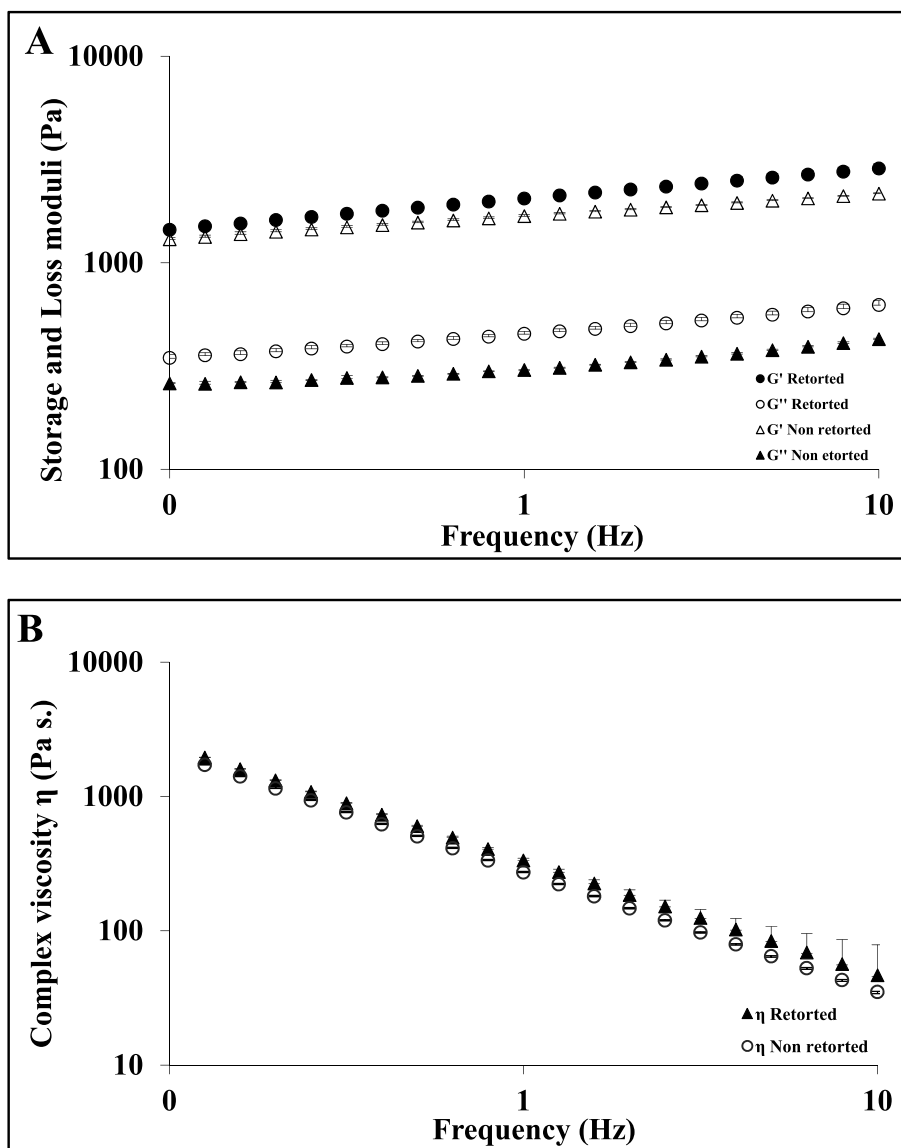 A
Storage and Loss moduli (Pa)
10000
1000
100
G' Retorted
G'' Retorted
G' Non retorted
G'' Non etorted
0
1
10
Frequency (Hz)
B
Complex viscosity η (Pa s.)
10000
1000
100
10
η Retorted
η Non retorted
0
1
10
Frequency (Hz)